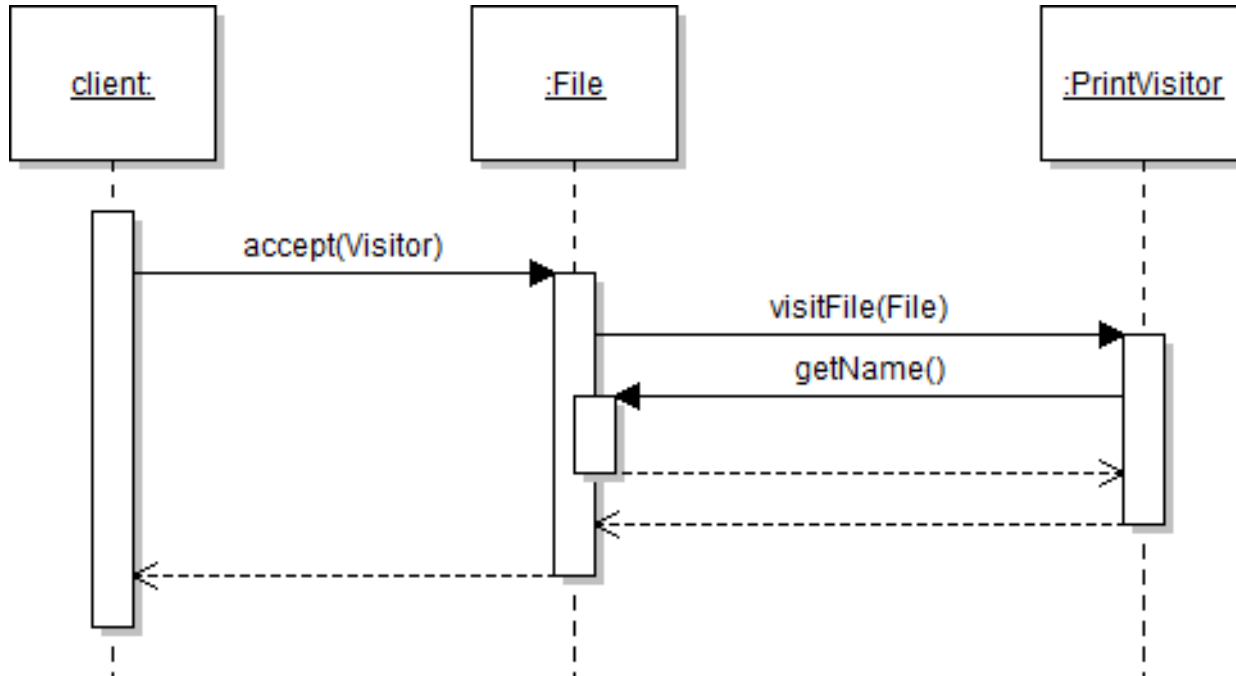 client:
:File
:PrintVisitor
accept(Visitor)
visitFile(File)
getName()